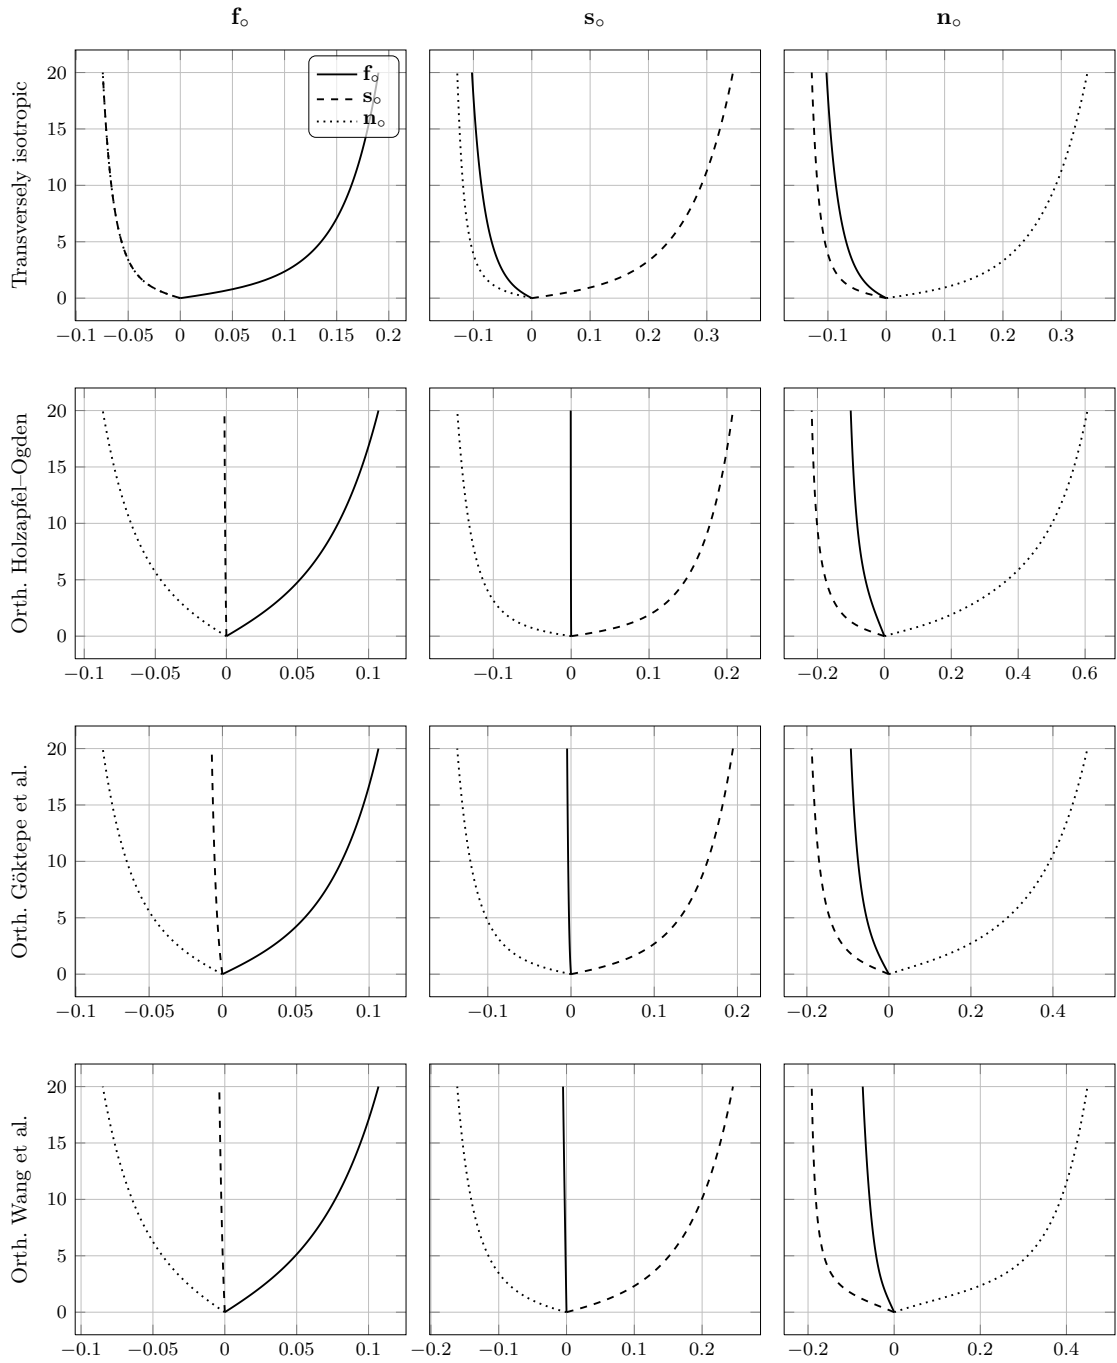 f∘ s∘ n∘
Transversely isotropic
20
15
10
5
0
f∘
s∘
n∘
−0.1 −0.05 0 0.05 0.1 0.15 0.2
−0.1 0 0.1 0.2 0.3
−0.1 0 0.1 0.2 0.3
Orth. Holzapfel–Ogden
20
15
10
5
0
−0.1 −0.05 0 0.05 0.1
−0.1 0 0.1 0.2
−0.2 0 0.2 0.4 0.6
Orth. Göktepe et al.
20
15
10
5
0
−0.1 −0.05 0 0.05 0.1
−0.1 0 0.1 0.2
−0.2 0 0.2 0.4
Orth. Wang et al.
20
15
10
5
0
−0.1 −0.05 0 0.05 0.1
−0.2 −0.1 0 0.1 0.2
−0.2 0 0.2 0.4